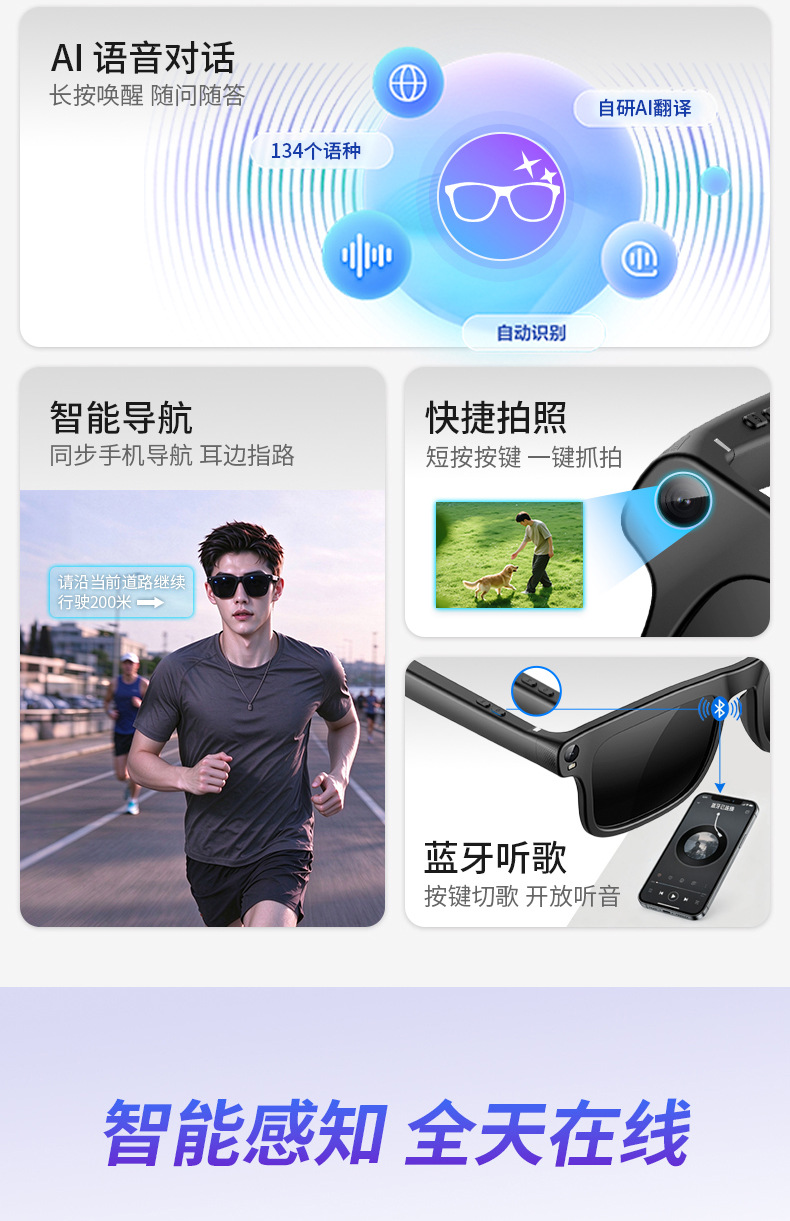 AI 语音对话
长按唤醒 随问随答
自研AI翻译
134个语种
自动识别
智能导航
同步手机导航 耳边指路
请沿当前道路继续
行驶200米
快捷拍照
短按按键 一键抓拍
蓝牙听歌
按键切歌 开放听音
智能感知 全天在线